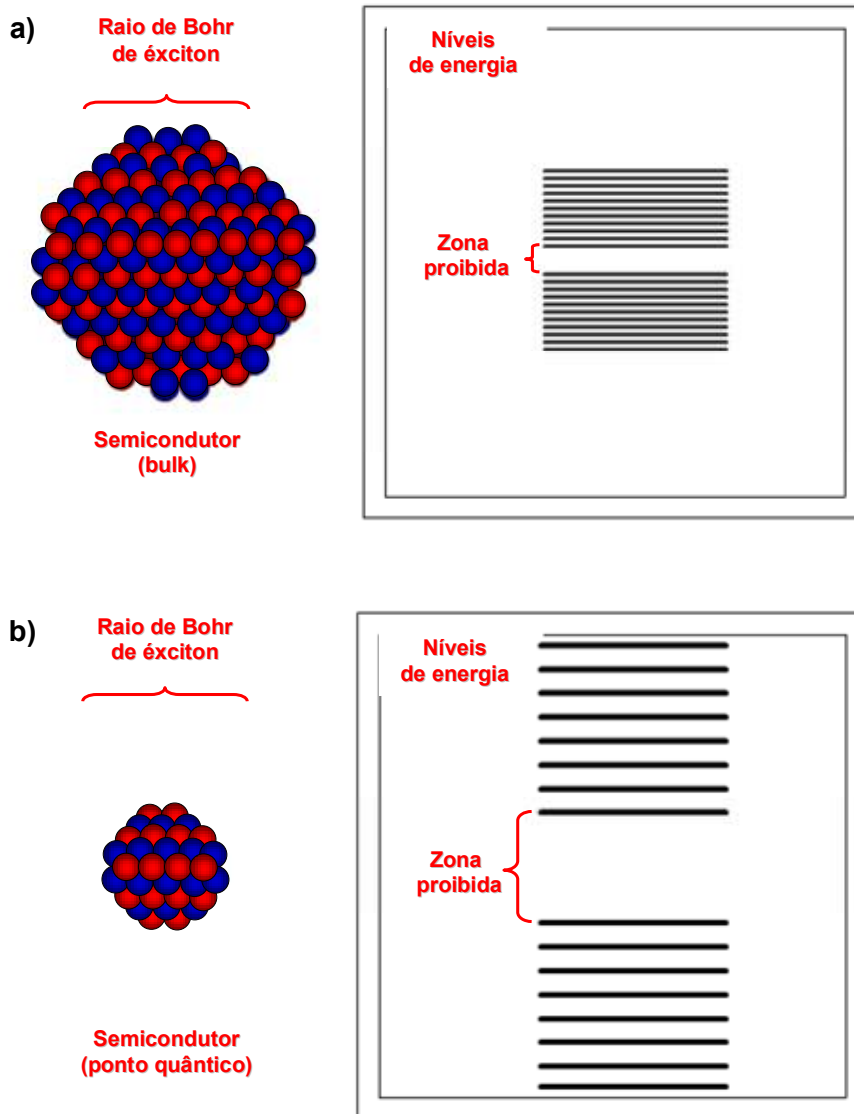 a)
Raio de Bohr
de éxciton
Níveis
de energia
Zona
proibida
Semicondutor
(bulk)
b)
Raio de Bohr
de éxciton
Níveis
de energia
Zona
proibida
Semicondutor
(ponto quântico)